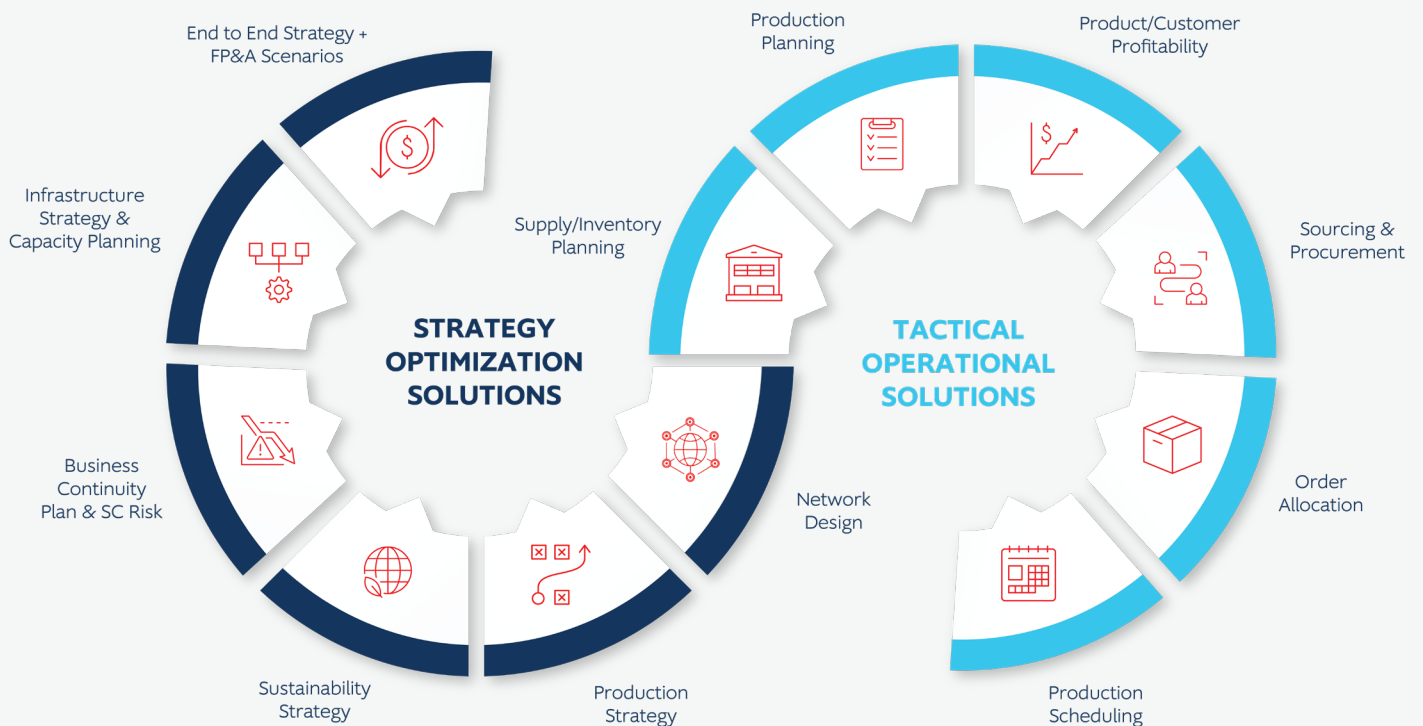 End to End Strategy +
FP&A Scenarios
Infrastructure
Strategy &
Capacity Planning
Business
Continuity
Plan & SC Risk
Sustainability
Strategy
Production
Strategy
Network
Design
STRATEGY
OPTIMIZATION
SOLUTIONS
Supply/Inventory
Planning
Production
Planning
Product/Customer
Profitability
Sourcing &
Procurement
Order
Allocation
Production
Scheduling
TACTICAL
OPERATIONAL
SOLUTIONS
$
$